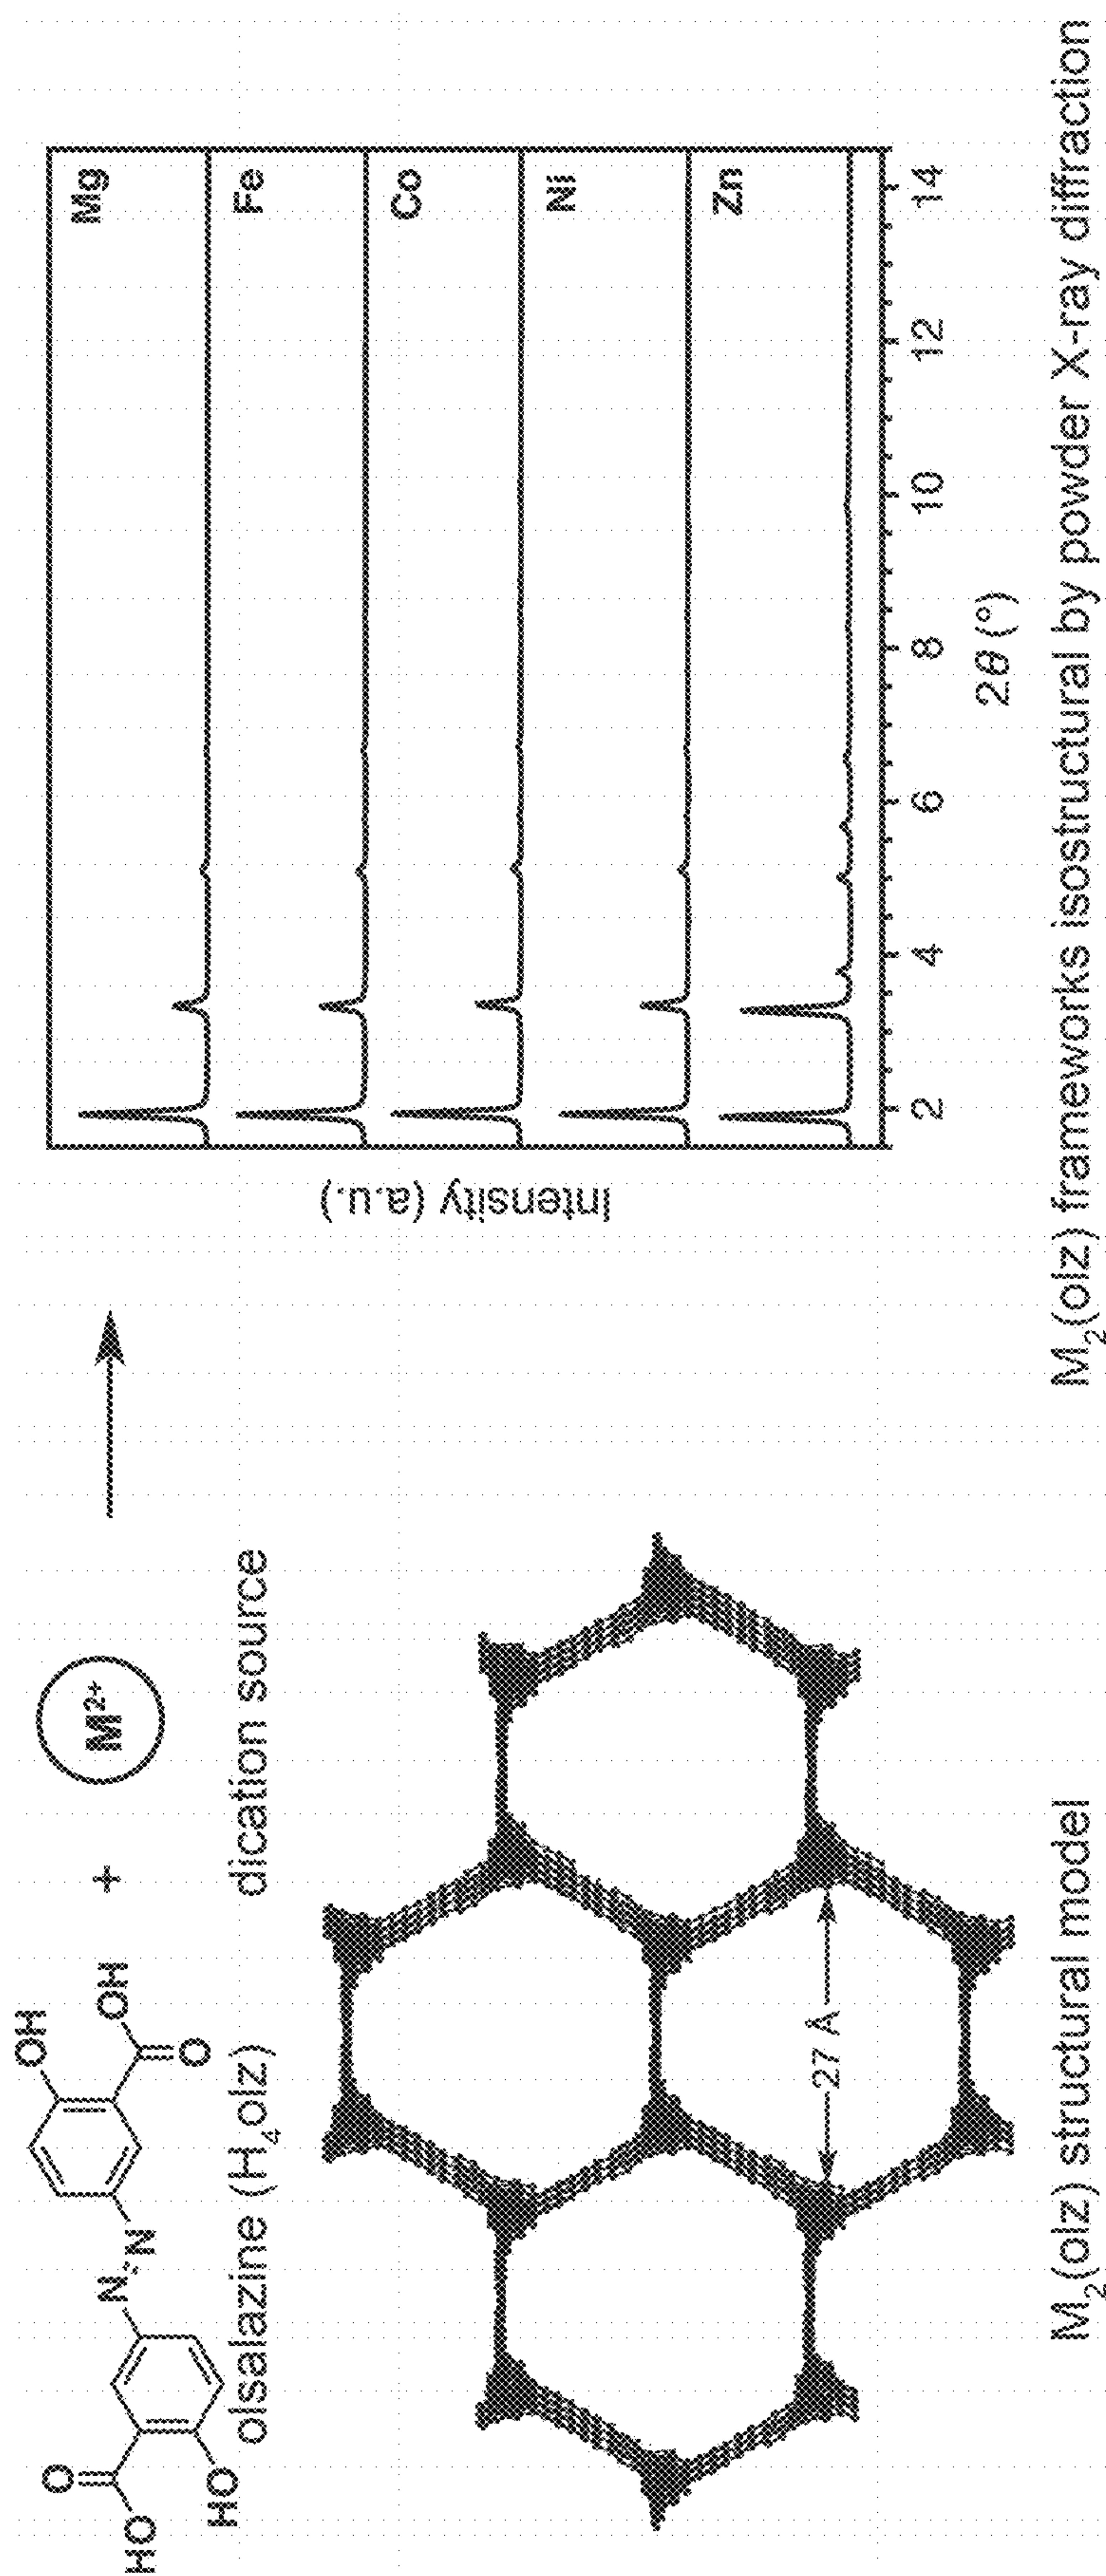 OH
O
HO
HO
N
N
OH
O
+
M²⁺
olsalazine (H₄olz)
dication source
27 Å
M₂(olz) structural model
Intensity (a.u.)
Mg
Fe
Co
Ni
Zn
2 4 6 8 10 12 14
2θ (°)
M₂(olz) frameworks isostructural by powder X-ray diffraction